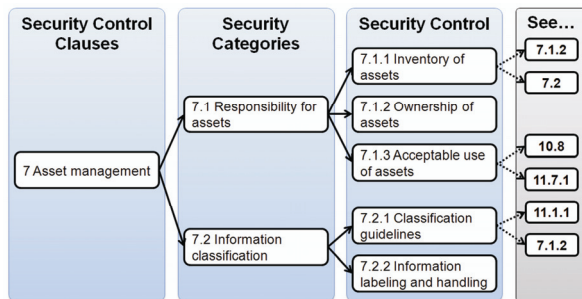 Security Control
Clauses
Security
Categories
Security Control
See...
7 Asset management
7.1 Responsibility for
assets
7.2 Information
classification
7.1.1 Inventory of
assets
7.1.2 Ownership of
assets
7.1.3 Acceptable use
of assets
7.2.1 Classification
guidelines
7.2.2 Information
labeling and handling
7.1.2
7.2
10.8
11.7.1
11.1.1
7.1.2